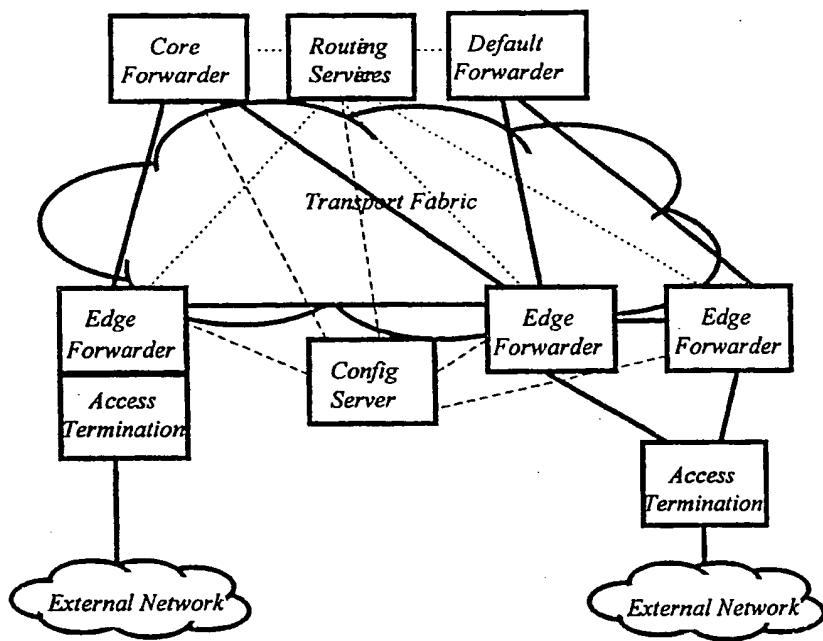 Core
Forwarder
Routing
Services
Default
Forwarder
Transport Fabric
Edge
Forwarder
Edge
Forwarder
Edge
Forwarder
Config
Server
Access
Termination
Access
Termination
External Network
External Network